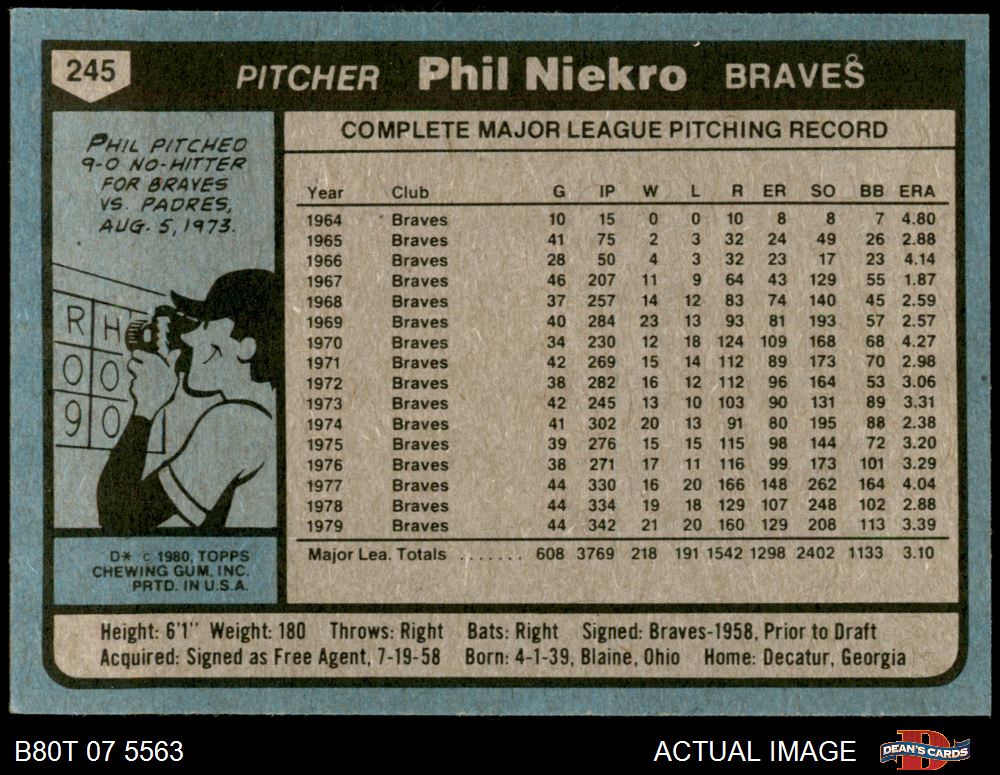 245 PITCHER Phil Niekro BRAVES
PHIL PITCHED
9-0 NO-HITTER
FOR BRAVES
VS. PADRES,
AUG. 5, 1973.
R H
0 0
9 0
D* © 1980, TOPPS
CHEWING GUM, INC.
PRTD. IN U.S.A.
COMPLETE MAJOR LEAGUE PITCHING RECORD
Year Club G IP W L R ER SO BB ERA
1964 Braves 10 15 0 0 10 8 8 7 4.80
1965 Braves 41 75 2 3 32 24 49 26 2.88
1966 Braves 28 50 4 3 32 23 17 23 4.14
1967 Braves 46 207 11 9 64 43 129 55 1.87
1968 Braves 37 257 14 12 83 74 140 45 2.59
1969 Braves 40 284 23 13 93 81 193 57 2.57
1970 Braves 34 230 12 18 124 109 168 68 4.27
1971 Braves 42 269 15 14 112 89 173 70 2.98
1972 Braves 38 282 16 12 112 96 164 53 3.06
1973 Braves 42 245 13 10 103 90 131 89 3.31
1974 Braves 41 302 20 13 91 80 195 88 2.38
1975 Braves 39 276 15 15 115 98 144 72 3.20
1976 Braves 38 271 17 11 116 99 173 101 3.29
1977 Braves 44 330 16 20 166 148 262 164 4.04
1978 Braves 44 334 19 18 129 107 248 102 2.88
1979 Braves 44 342 21 20 160 129 208 113 3.39
Major Lea. Totals ....... 608 3769 218 191 1542 1298 2402 1133 3.10
Height: 6'1" Weight: 180 Throws: Right Bats: Right Signed: Braves-1958, Prior to Draft
Acquired: Signed as Free Agent, 7-19-58 Born: 4-1-39, Blaine, Ohio Home: Decatur, Georgia
B80T 07 5563 ACTUAL IMAGE DEAN'S CARDS